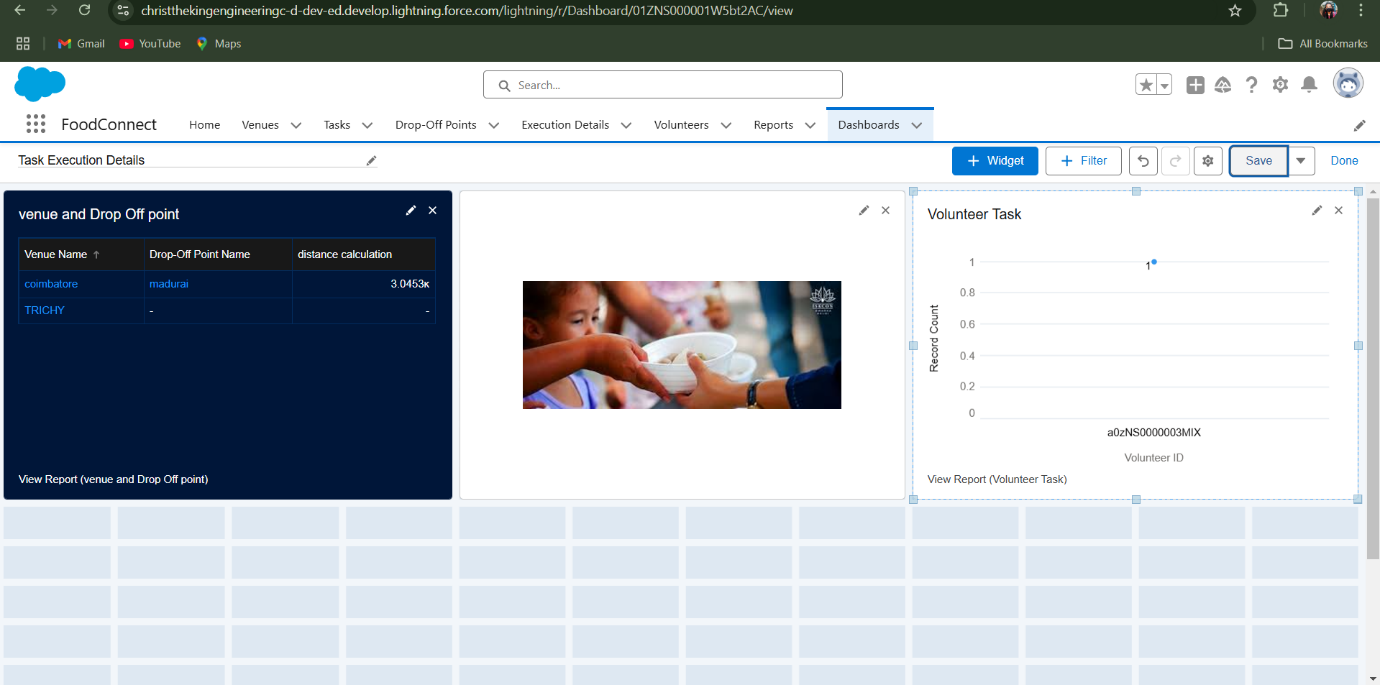 christthekingengineeringc-d-dev-ed.develop.lightning.force.com/lightning/r/Dashboard/01ZNS000001W5bt2AC/view
Gmail YouTube Maps All Bookmarks
Search...
FoodConnect Home Venues Tasks Drop-Off Points Execution Details Volunteers Reports Dashboards
Task Execution Details + Widget + Filter Save Done
venue and Drop Off point
Venue Name ↑ Drop-Off Point Name distance calculation
coimbatore madurai 3.0453K
TRICHY - -
View Report (venue and Drop Off point)
Volunteer Task
1
1
0.8
0.6
0.4
0.2
0
Record Count
a0zNS0000003MIX
Volunteer ID
View Report (Volunteer Task)